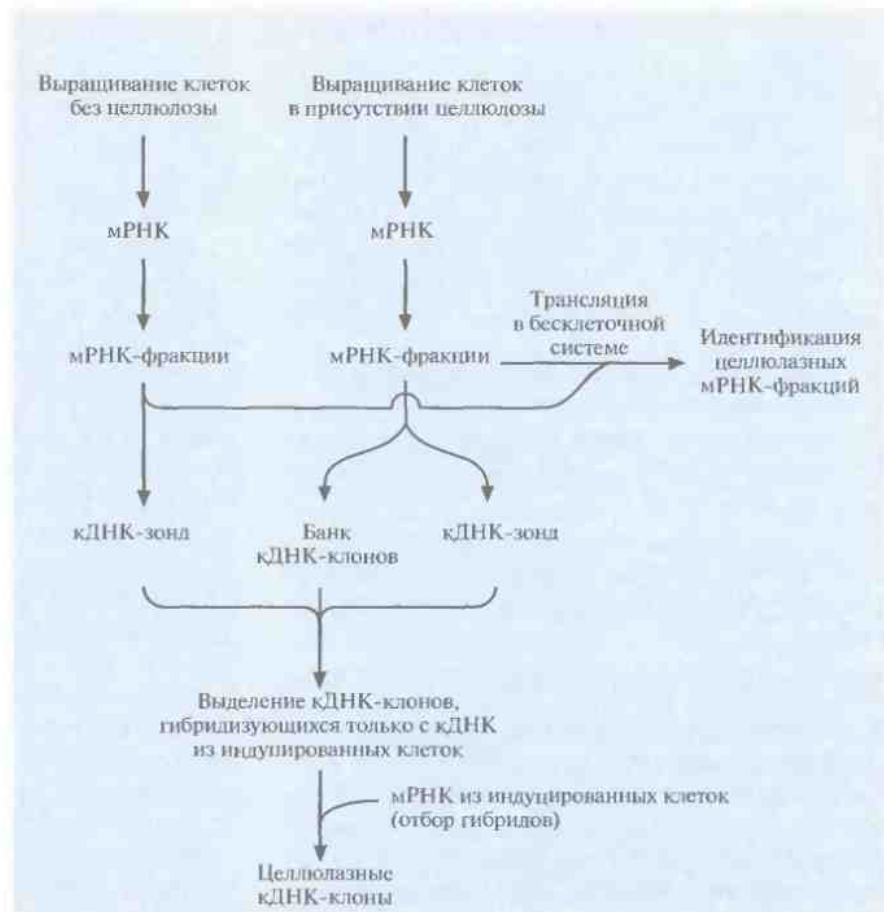 Выращивание клеток
без целлюлозы
Выращивание клеток
в присутствии целлюлозы
мРНК
мРНК
мРНК-фракции
мРНК-фракции
Трансляция
в бесклеточной
системе
Идентификация
целлюлазных
мРНК-фракций
кДНК-зонд
Банк
кДНК-клонов
кДНК-зонд
Выделение кДНК-клонов,
гибридизующихся только с кДНК
из индуцированных клеток
мРНК из индуцированных клеток
(отбор гибридов)
Целлюлазные
кДНК-клоны